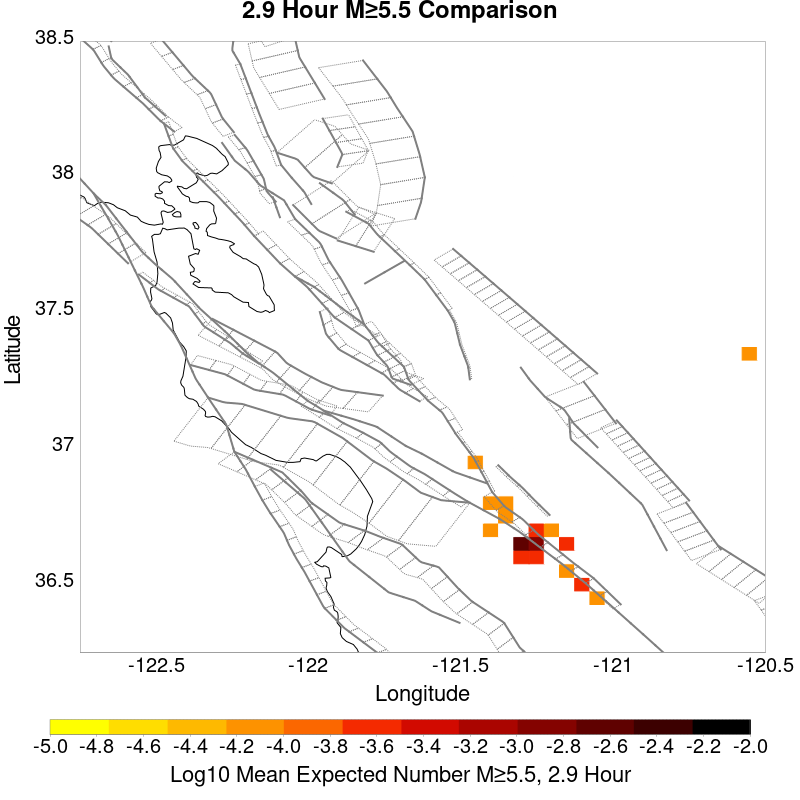 2.9 Hour M≥5.5 Comparison
38.5
38
37.5
37
36.5
Latitude
-122.5 -122 -121.5 -121 -120.5
Longitude
-5.0 -4.8 -4.6 -4.4 -4.2 -4.0 -3.8 -3.6 -3.4 -3.2 -3.0 -2.8 -2.6 -2.4 -2.2 -2.0
Log10 Mean Expected Number M≥5.5, 2.9 Hour